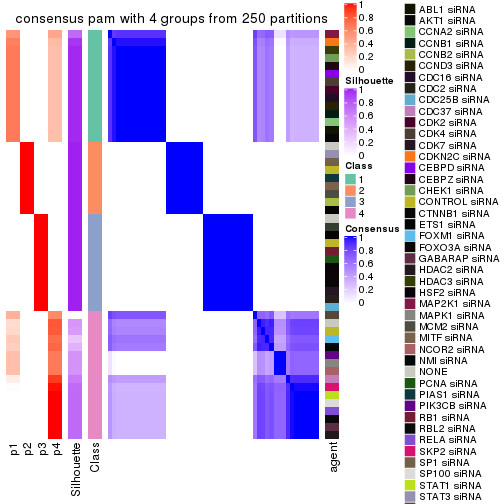 consensus pam with 4 groups from 250 partitions
1
0.8
0.6
0.4
0.2
0
Silhouette
1
0.8
0.6
0.4
0.2
0
Class
1
2
3
4
Consensus
1
0.8
0.6
0.4
0.2
0
p1
p2
p3
p4
Silhouette
Class
agent
ABL1 siRNA
AKT1 siRNA
CCNA2 siRNA
CCNB1 siRNA
CCNB2 siRNA
CCND3 siRNA
CDC16 siRNA
CDC2 siRNA
CDC25B siRNA
CDC37 siRNA
CDK2 siRNA
CDK4 siRNA
CDK7 siRNA
CDKN2C siRNA
CEBPD siRNA
CEBPZ siRNA
CHEK1 siRNA
CONTROL siRNA
CTNNB1 siRNA
ETS1 siRNA
FOXM1 siRNA
FOXO3A siRNA
GABARAP siRNA
HDAC2 siRNA
HDAC3 siRNA
HSF2 siRNA
MAP2K1 siRNA
MAPK1 siRNA
MCM2 siRNA
MITF siRNA
NCOR2 siRNA
NMI siRNA
NONE
PCNA siRNA
PIAS1 siRNA
PIK3CB siRNA
RB1 siRNA
RBL2 siRNA
RELA siRNA
SKP2 siRNA
SP1 siRNA
SP100 siRNA
STAT1 siRNA
STAT3 siRNA